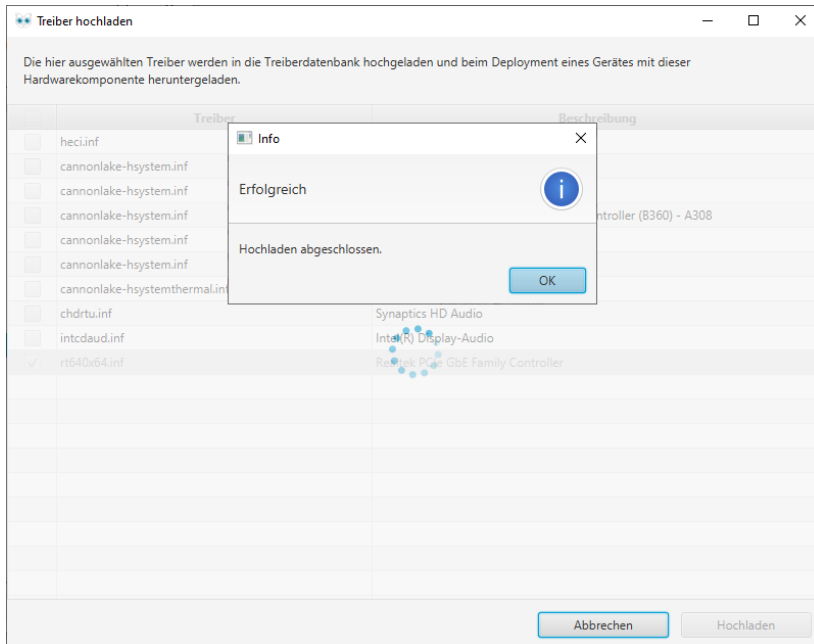 Treiber hochladen
Die hier ausgewählten Treiber werden in die Treiberdatenbank hochgeladen und beim Deployment eines Gerätes mit dieser
Hardwarekomponente heruntergeladen.
Treiber Beschreibung
Info
heci.inf
cannonlake-hsystem.inf
Erfolgreich
cannonlake-hsystem.inf
cannonlake-hsystem.inf ntroller (B360) - A308
cannonlake-hsystem.inf
Hochladen abgeschlossen.
cannonlake-hsystem.inf
OK
cannonlake-hsystemthermal.inf
chdrtu.inf Synaptics HD Audio
intcdaud.inf Intel(R) Display-Audio
rt640x64.inf Realtek PCIe GbE Family Controller
Abbrechen Hochladen